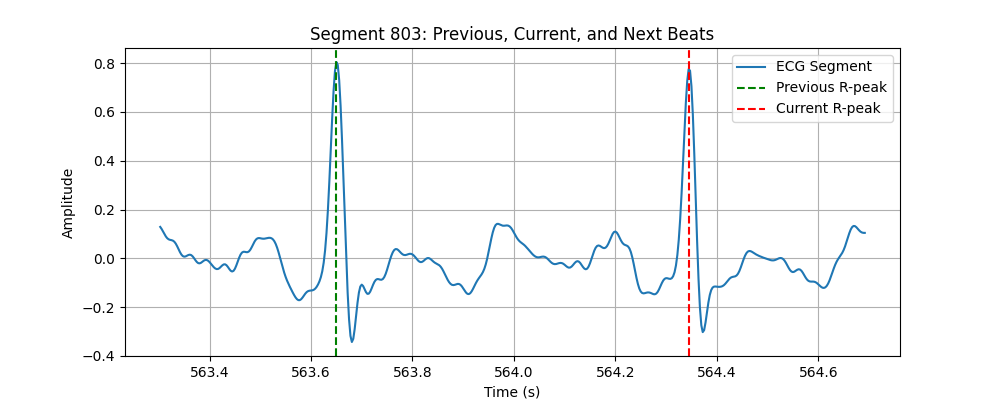 Segment 803: Previous, Current, and Next Beats
ECG Segment
Previous R-peak
Current R-peak
0.8
0.6
0.4
0.2
0.0
−0.2
−0.4
Amplitude
563.4 563.6 563.8 564.0 564.2 564.4 564.6
Time (s)